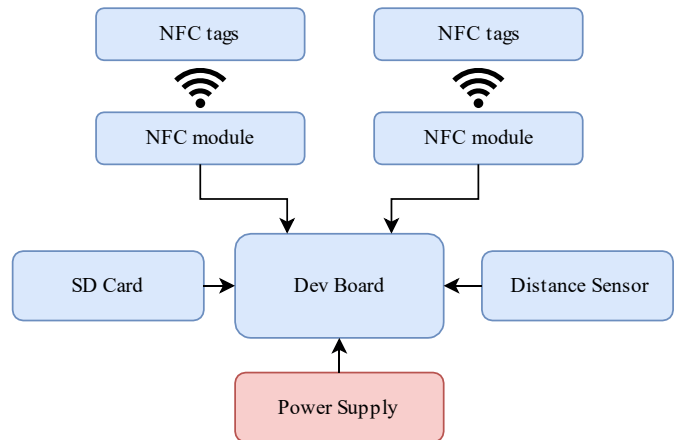 NFC tags
NFC tags
NFC module
NFC module
SD Card
Dev Board
Distance Sensor
Power Supply